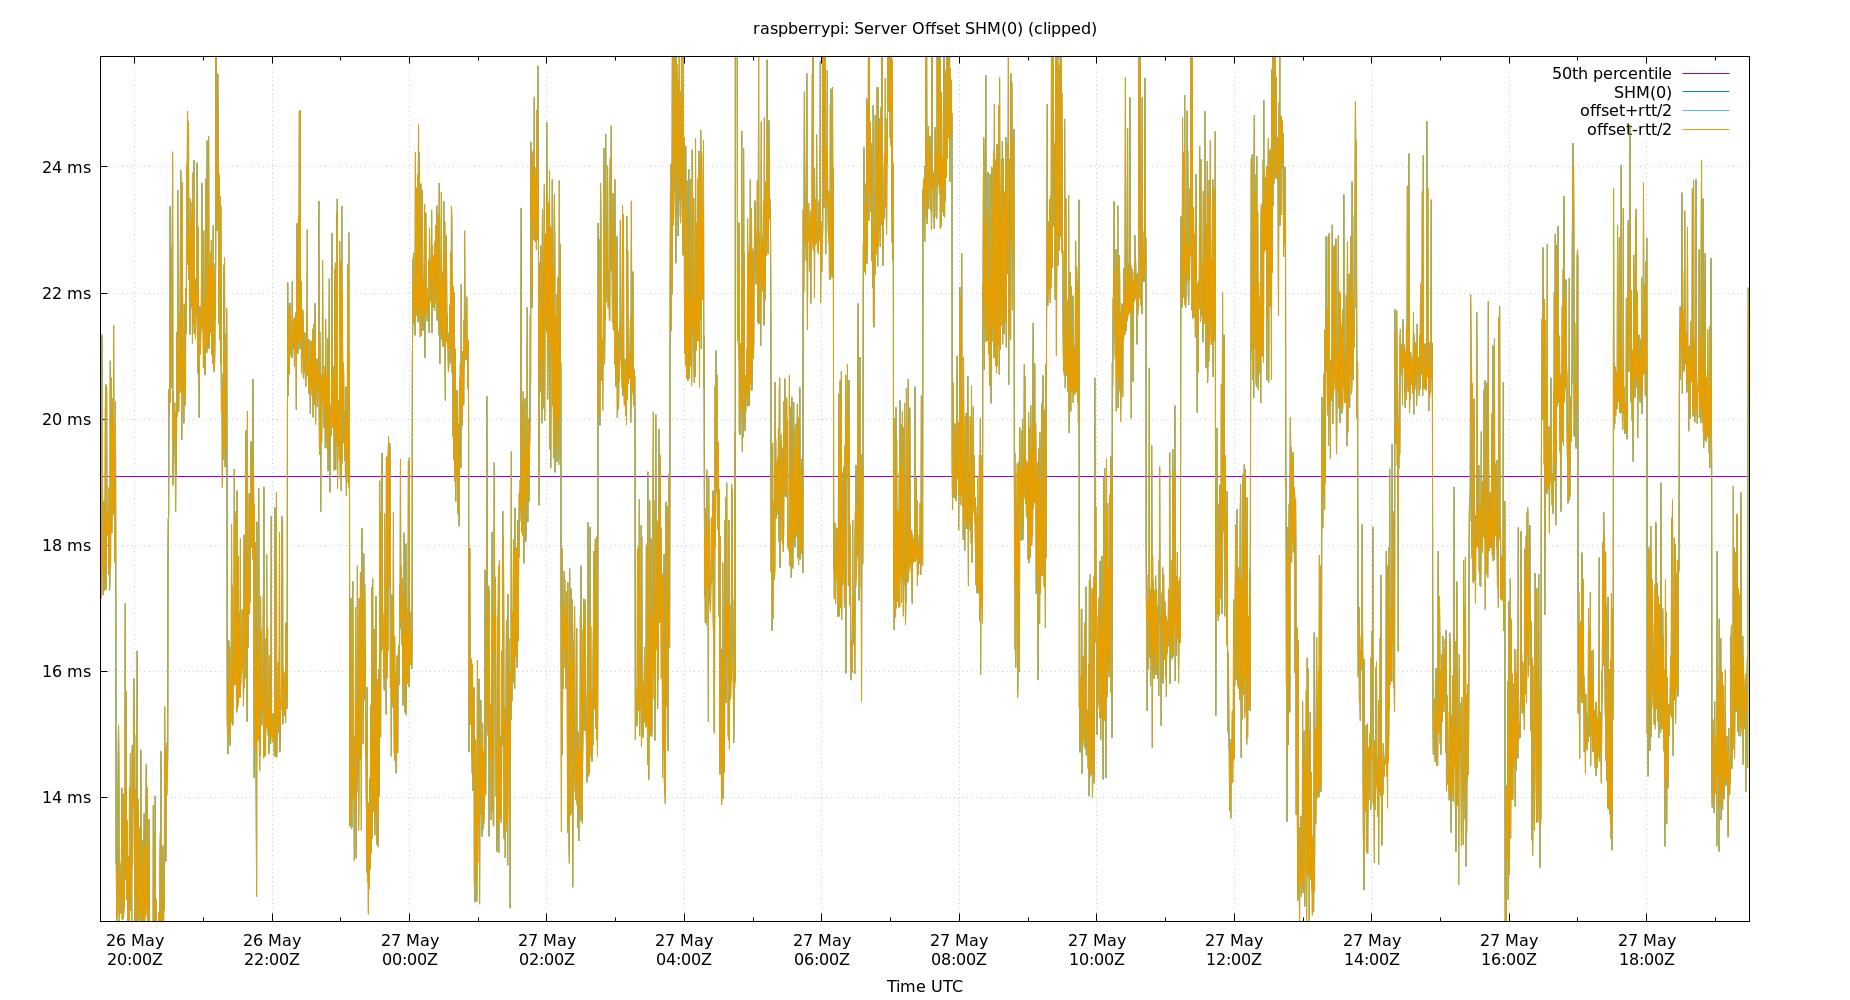 raspberrypi: Server Offset SHM(0) (clipped)
50th percentile
SHM(0)
offset+rtt/2
offset-rtt/2
24 ms
22 ms
20 ms
18 ms
16 ms
14 ms
26 May 26 May 27 May 27 May 27 May 27 May 27 May 27 May 27 May 27 May 27 May 27 May
20:00Z 22:00Z 00:00Z 02:00Z 04:00Z 06:00Z 08:00Z 10:00Z 12:00Z 14:00Z 16:00Z 18:00Z
Time UTC